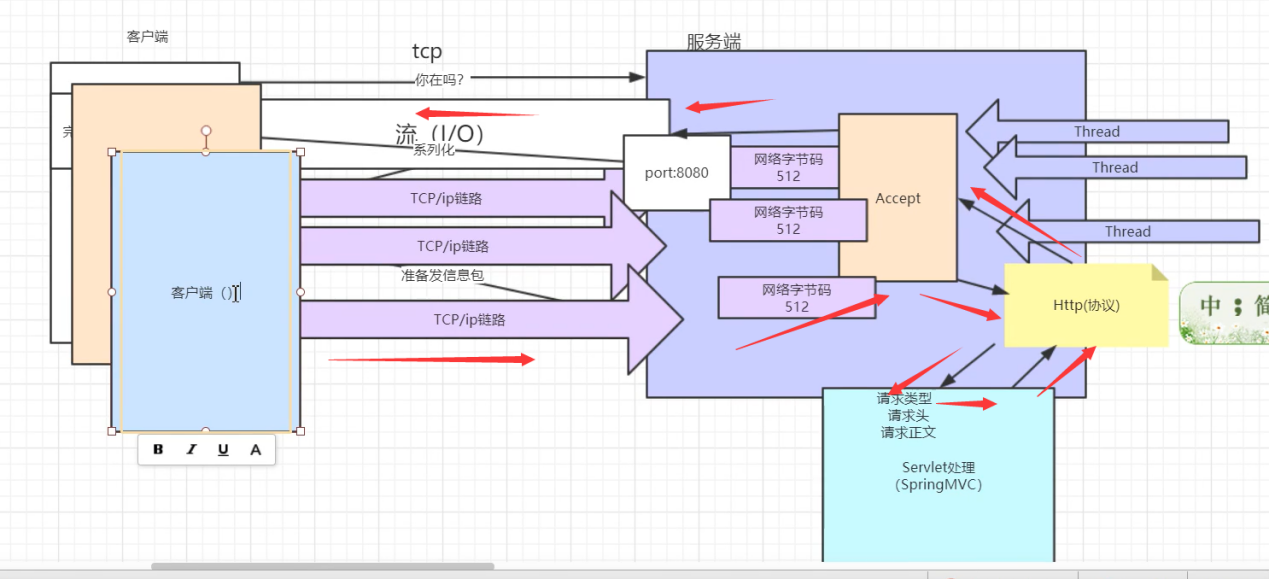 客户端
tcp
服务端
你在吗?
完
流（I/O）
系列化
port:8080
网络字节码
512
Accept
Thread
Thread
Thread
TCP/ip链路
网络字节码
512
TCP/ip链路
准备发信息包
网络字节码
512
TCP/ip链路
客户端（）
Http(协议)
中；简
B I U A
请求类型
请求头
请求正文
Servlet处理
（SpringMVC）